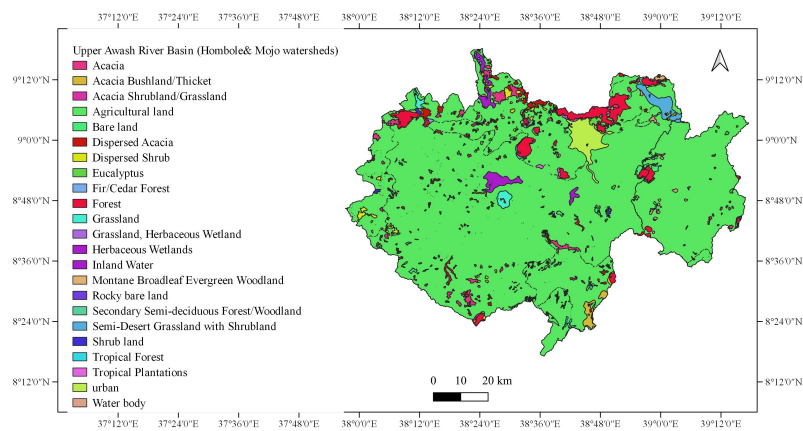 37°12'0"N 37°24'0"N 37°36'0"N 37°48'0"N 38°0'0"N 38°12'0"N 38°24'0"N 38°36'0"N 38°48'0"N 39°0'0"N 39°12'0"N
Upper Awash River Basin (Hombole& Mojo watersheds)
Acacia
Acacia Bushland/Thicket
Acacia Shrubland/Grassland
Agricultural land
Bare land
Dispersed Acacia
Dispersed Shrub
Eucalyptus
Fir/Cedar Forest
Forest
Grassland
Grassland, Herbaceous Wetland
Herbaceous Wetlands
Inland Water
Montane Broadleaf Evergreen Woodland
Rocky bare land
Secondary Semi-deciduous Forest/Woodland
Semi-Desert Grassland with Shrubland
Shrub land
Tropical Forest
Tropical Plantations
urban
Water body
9°12'0"N 9°12'0"N
9°0'0"N 9°0'0"N
8°48'0"N 8°48'0"N
8°36'0"N 8°36'0"N
8°24'0"N 8°24'0"N
8°12'0"N 8°12'0"N
0 10 20 km
37°12'0"N 37°24'0"N 37°36'0"N 37°48'0"N 38°0'0"N 38°12'0"N 38°24'0"N 38°36'0"N 38°48'0"N 39°0'0"N 39°12'0"N